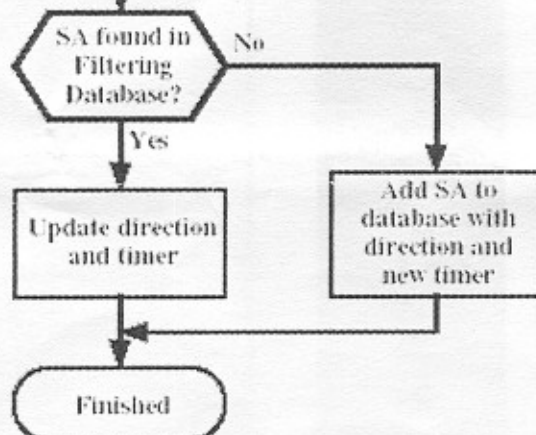 SA found in
Filtering
Database?
No
Yes
Update direction
and timer
Add SA to
database with
direction and
new timer
Finished